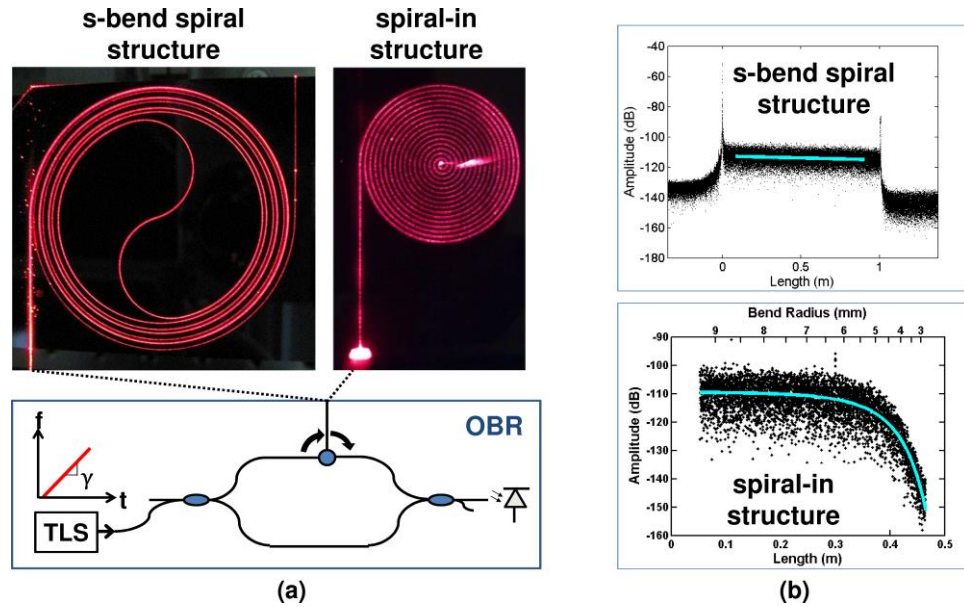 s-bend spiral
structure
spiral-in
structure
OBR
f
γ
t
TLS
(a)
-40
-60
-80
-100
-120
-140
-160
-180
Amplitude (dB)
s-bend spiral
structure
0
0.5
1
Length (m)
Bend Radius (mm)
9
8
7
6
5
4
3
-90
-100
-110
-120
-130
-140
-150
-160
Amplitude (dB)
spiral-in
structure
0
0.1
0.2
0.3
0.4
0.5
Length (m)
(b)